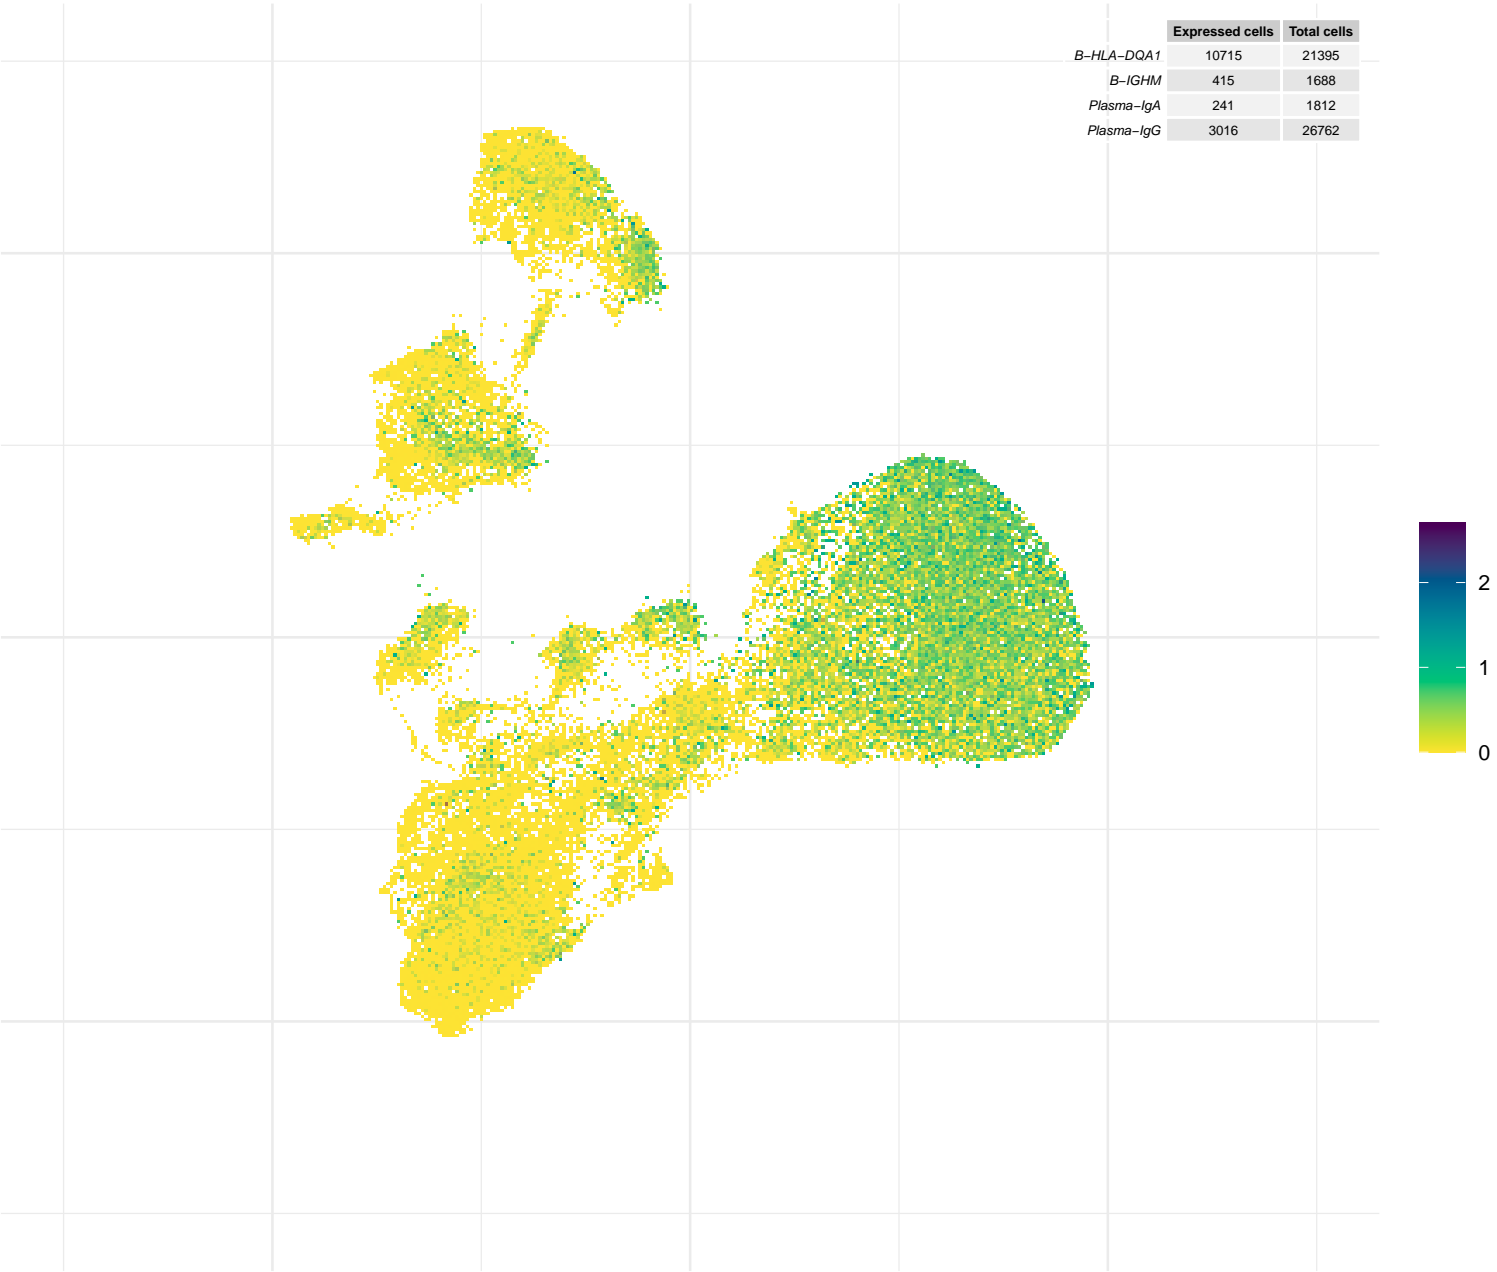 Expressed cells Total cells
B−HLA−DQA1 10715 21395
B−IGHM 415 1688
Plasma−IgA 241 1812
Plasma−IgG 3016 26762
2
1
0